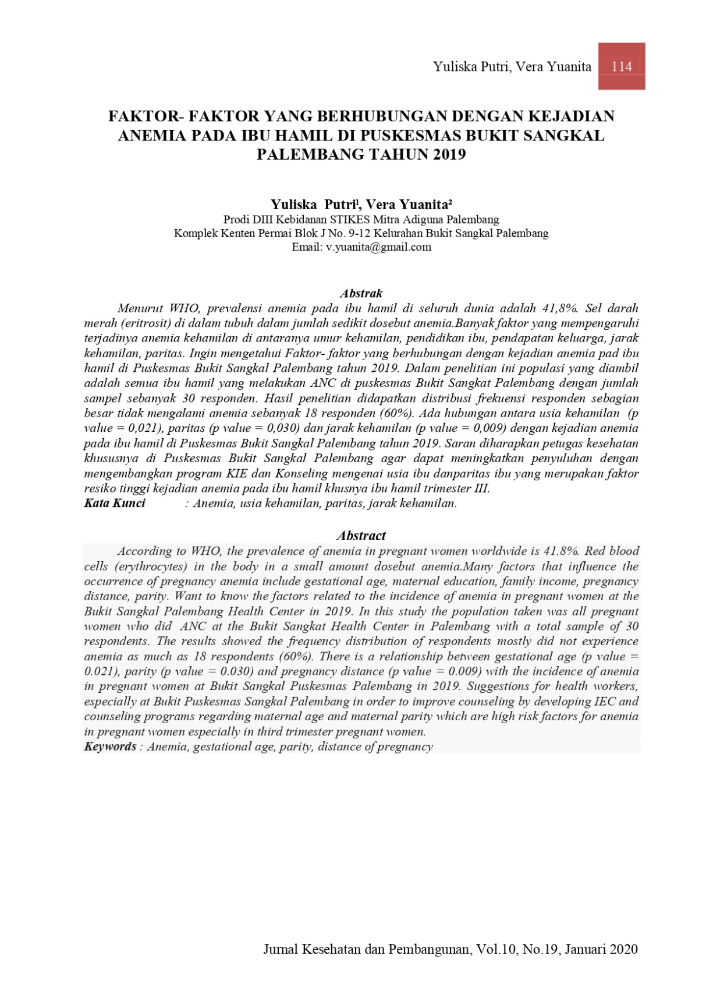 Yuliska Putri, Vera Yuanita 114
FAKTOR- FAKTOR YANG BERHUBUNGAN DENGAN KEJADIAN
ANEMIA PADA IBU HAMIL DI PUSKESMAS BUKIT SANGKAL
PALEMBANG TAHUN 2019
Yuliska  Putri¹, Vera Yuanita²
Prodi DIII Kebidanan STIKES Mitra Adiguna Palembang
Komplek Kenten Permai Blok J No. 9-12 Kelurahan Bukit Sangkal Palembang
Email: v.yuanita@gmail.com
Abstrak
Menurut WHO, prevalensi anemia pada ibu hamil di seluruh dunia adalah 41,8%. Sel darah
merah (eritrosit) di dalam tubuh dalam jumlah sedikit dosebut anemia.Banyak faktor yang mempengaruhi
terjadinya anemia kehamilan di antaranya umur kehamilan, pendidikan ibu, pendapatan keluarga, jarak
kehamilan, paritas. Ingin mengetahui Faktor- faktor yang berhubungan dengan kejadian anemia pad ibu
hamil di Puskesmas Bukit Sangkal Palembang tahun 2019. Dalam penelitian ini populasi yang diambil
adalah semua ibu hamil yang melakukan ANC di puskesmas Bukit Sangkat Palembang dengan jumlah
sampel sebanyak 30 responden. Hasil penelitian didapatkan distribusi frekuensi responden sebagian
besar tidak mengalami anemia sebanyak 18 responden (60%). Ada hubungan antara usia kehamilan  (p
value = 0,021), paritas (p value = 0,030) dan jarak kehamilan (p value = 0,009) dengan kejadian anemia
pada ibu hamil di Puskesmas Bukit Sangkal Palembang tahun 2019. Saran diharapkan petugas kesehatan
khususnya di Puskesmas Bukit Sangkal Palembang agar dapat meningkatkan penyuluhan dengan
mengembangkan program KIE dan Konseling mengenai usia ibu danparitas ibu yang merupakan faktor
resiko tinggi kejadian anemia pada ibu hamil khusnya ibu hamil trimester III.
Kata Kunci : Anemia, usia kehamilan, paritas, jarak kehamilan.
Abstract
According to WHO, the prevalence of anemia in pregnant women worldwide is 41.8%. Red blood
cells (erythrocytes) in the body in a small amount dosebut anemia.Many factors that influence the
occurrence of pregnancy anemia include gestational age, maternal education, family income, pregnancy
distance, parity. Want to know the factors related to the incidence of anemia in pregnant women at the
Bukit Sangkal Palembang Health Center in 2019. In this study the population taken was all pregnant
women who did  ANC at the Bukit Sangkat Health Center in Palembang with a total sample of 30
respondents. The results showed the frequency distribution of respondents mostly did not experience
anemia as much as 18 respondents (60%). There is a relationship between gestational age (p value =
0.021), parity (p value = 0.030) and pregnancy distance (p value = 0.009) with the incidence of anemia
in pregnant women at Bukit Sangkal Puskesmas Palembang in 2019. Suggestions for health workers,
especially at Bukit Puskesmas Sangkal Palembang in order to improve counseling by developing IEC and
counseling programs regarding maternal age and maternal parity which are high risk factors for anemia
in pregnant women especially in third trimester pregnant women.
Keywords : Anemia, gestational age, parity, distance of pregnancy
Jurnal Kesehatan dan Pembangunan, Vol.10, No.19, Januari 2020